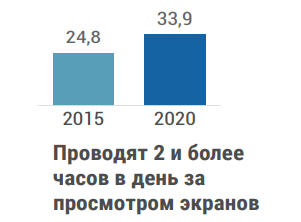 24,8 33,9
2015 2020
Проводят 2 и более
часов в день за
просмотром экранов